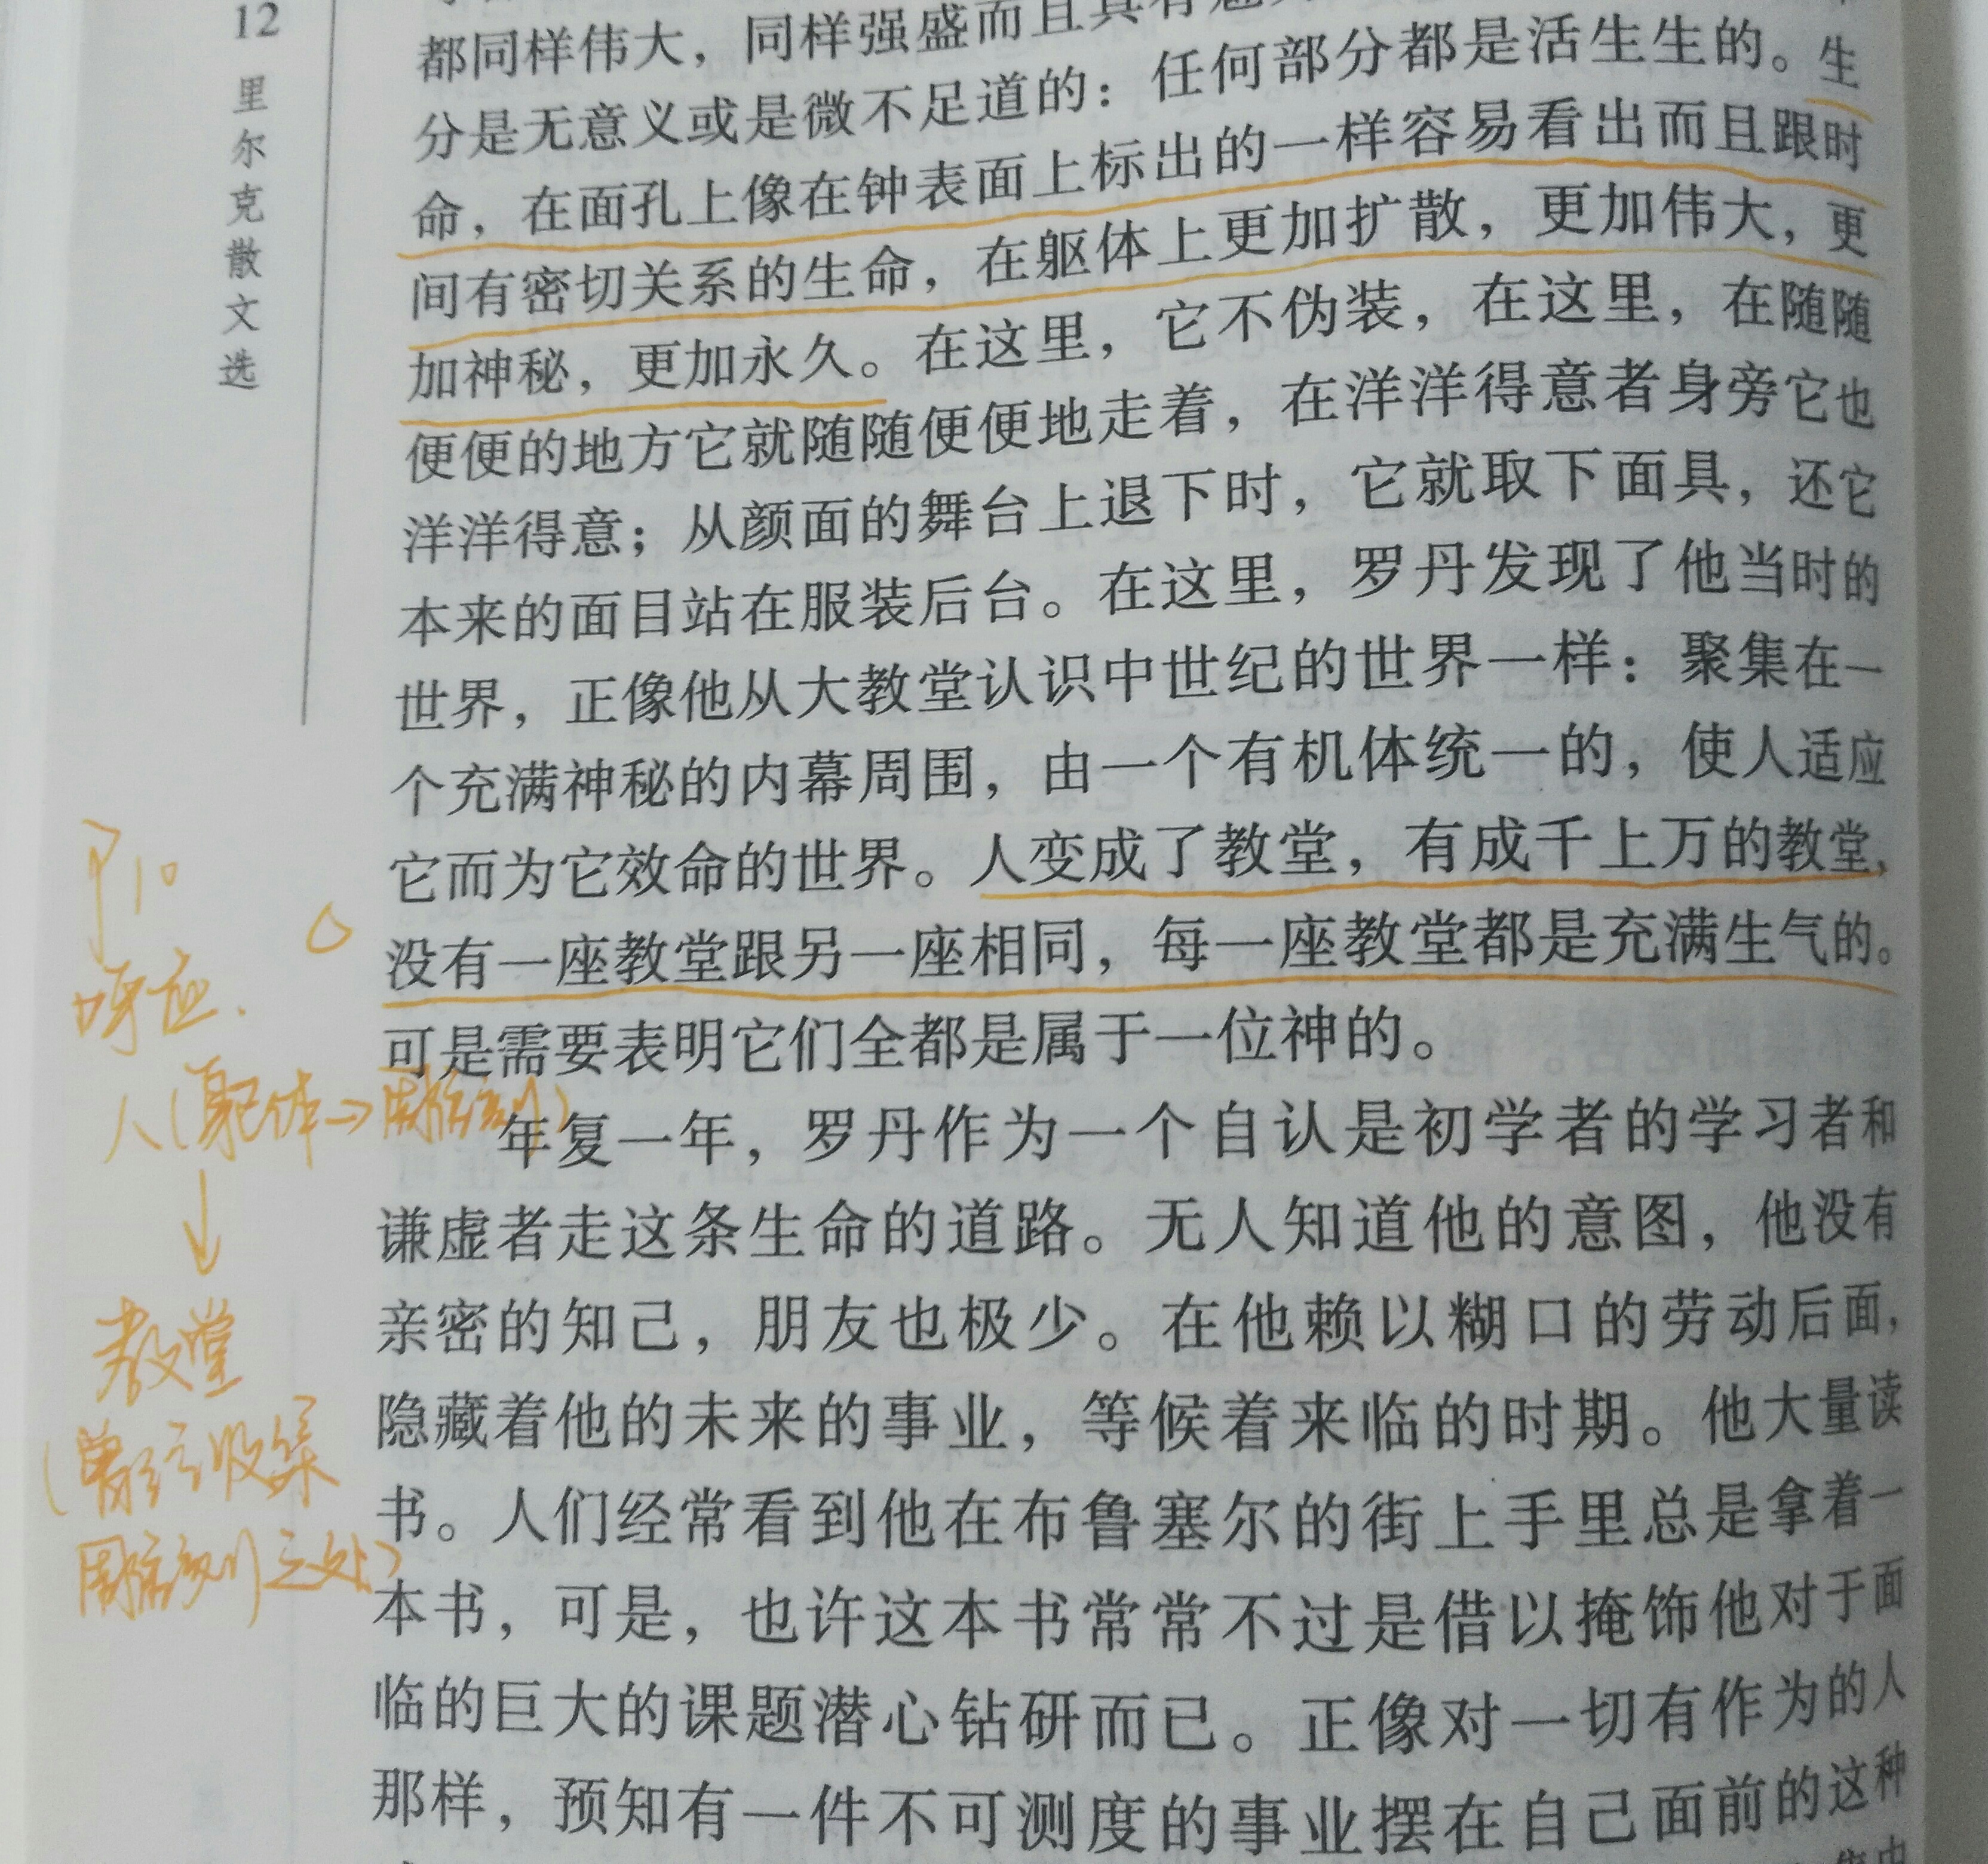 12
里尔克散文选
都同样伟大，同样强盛而且具有
分是无意义或是微不足道的：任何部分都是活生生的。生
命，在面孔上像在钟表面上标出的一样容易看出而且跟时
间有密切关系的生命，在躯体上更加扩散，更加伟大，更
加神秘，更加永久。在这里，它不伪装，在这里，在随随
便便的地方它就随随便便地走着，在洋洋得意者身旁它也
洋洋得意；从颜面的舞台上退下时，它就取下面具，还它
本来的面目站在服装后台。在这里，罗丹发现了他当时的
世界，正像他从大教堂认识中世纪的世界一样：聚集在一
个充满神秘的内幕周围，由一个有机体统一的，使人适应
它而为它效命的世界。人变成了教堂，有成千上万的教堂，
没有一座教堂跟另一座相同，每一座教堂都是充满生气的。
可是需要表明它们全都是属于一位神的。
年复一年，罗丹作为一个自认是初学者的学习者和
谦虚者走这条生命的道路。无人知道他的意图，他没有
亲密的知己，朋友也极少。在他赖以糊口的劳动后面，
隐藏着他的未来的事业，等候着来临的时期。他大量读
书。人们经常看到他在布鲁塞尔的街上手里总是拿着一
本书，可是，也许这本书常常不过是借以掩饰他对于面
临的巨大的课题潜心钻研而已。正像对一切有作为的人
那样，预知有一件不可测度的事业摆在自己面前的这种
P10
呼应.
人（躯体→雕刻）
↓
教堂
（曾经收集
雕刻之处）